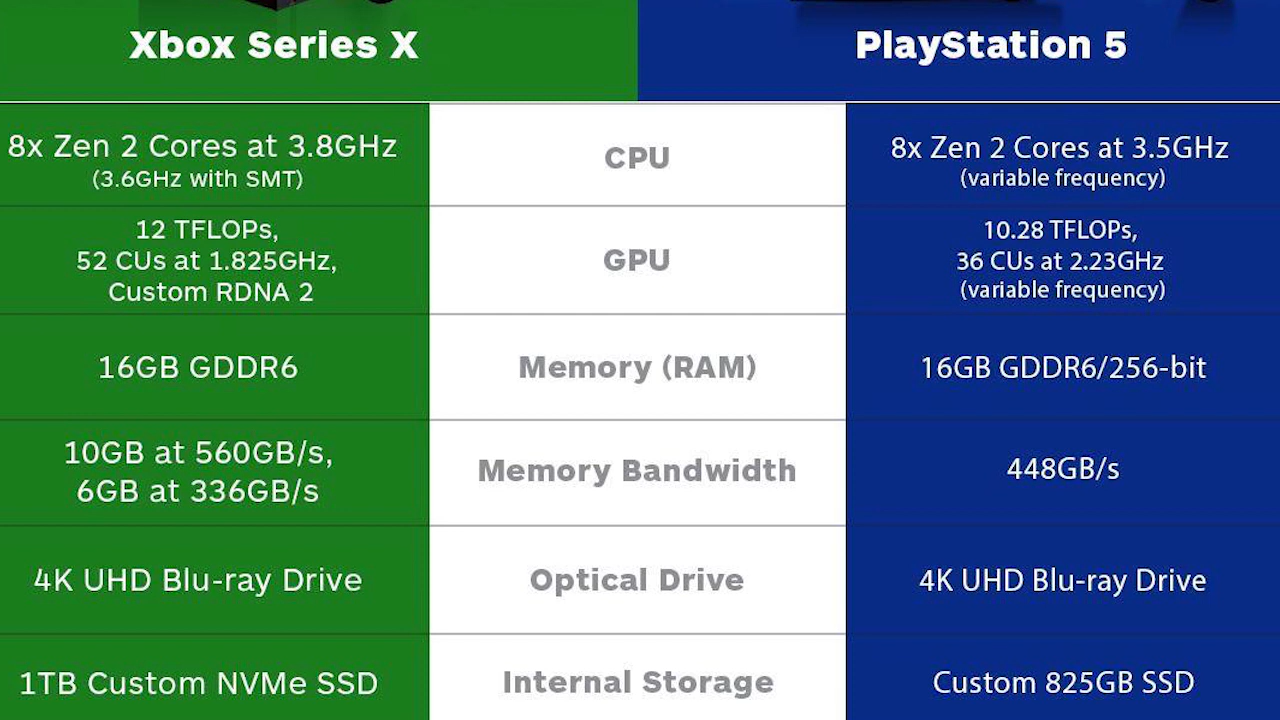 Xbox Series X
PlayStation 5
8x Zen 2 Cores at 3.8GHz
(3.6GHz with SMT)
CPU
8x Zen 2 Cores at 3.5GHz
(variable frequency)
12 TFLOPs,
52 CUs at 1.825GHz,
Custom RDNA 2
GPU
10.28 TFLOPs,
36 CUs at 2.23GHz
(variable frequency)
16GB GDDR6
Memory (RAM)
16GB GDDR6/256-bit
10GB at 560GB/s,
6GB at 336GB/s
Memory Bandwidth
448GB/s
4K UHD Blu-ray Drive
Optical Drive
4K UHD Blu-ray Drive
1TB Custom NVMe SSD
Internal Storage
Custom 825GB SSD